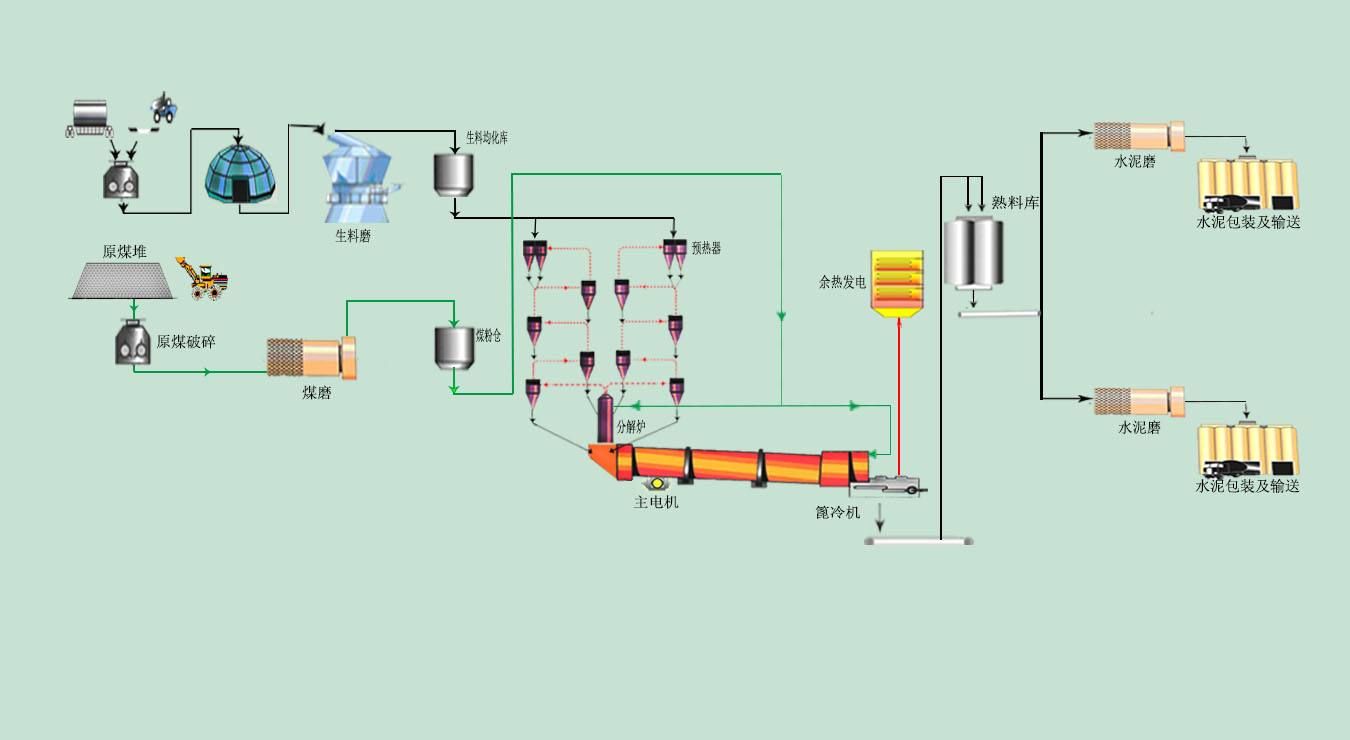 生料均化库
生料磨
原煤堆
原煤破碎
煤磨
煤粉仓
预热器
分解炉
主电机
篦冷机
余热发电
熟料库
水泥磨
水泥包装及输送
水泥磨
水泥包装及输送